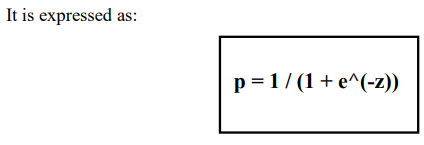 It is expressed as:
p = 1 / (1 + e^(-z))